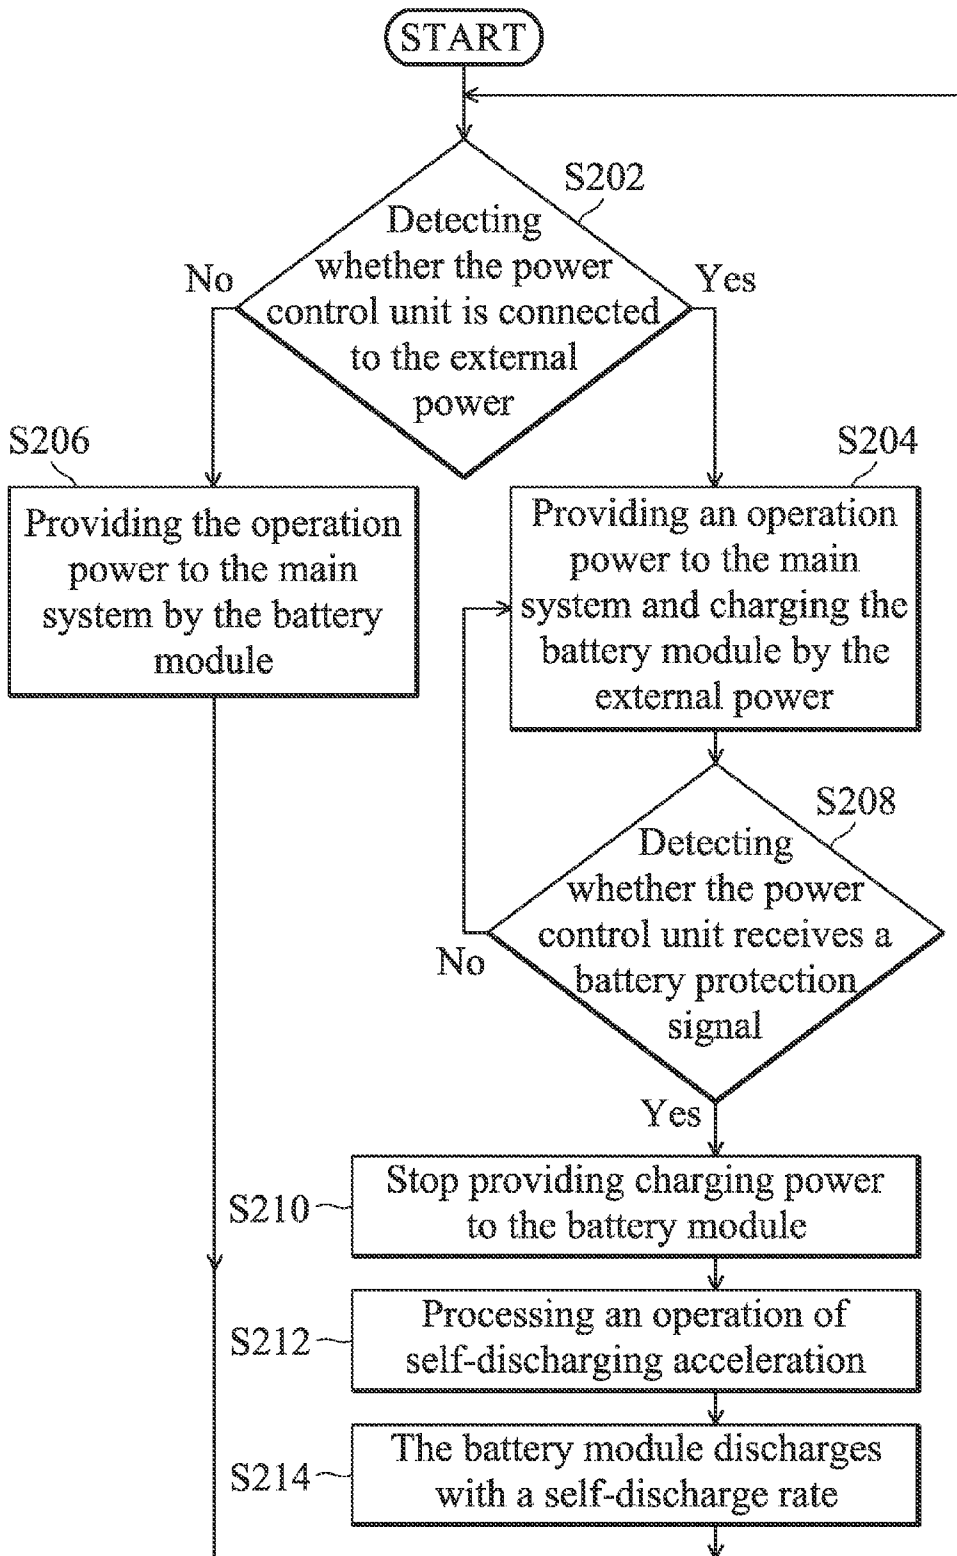 START
S202
Detecting
whether the power
control unit is connected
to the external
power
No
Yes
S206
Providing the operation
power to the main
system by the battery
module
S204
Providing an operation
power to the main
system and charging the
battery module by the
external power
S208
Detecting
whether the power
control unit receives a
battery protection
signal
No
Yes
S210
Stop providing charging power
to the battery module
S212
Processing an operation of
self-discharging acceleration
S214
The battery module discharges
with a self-discharge rate